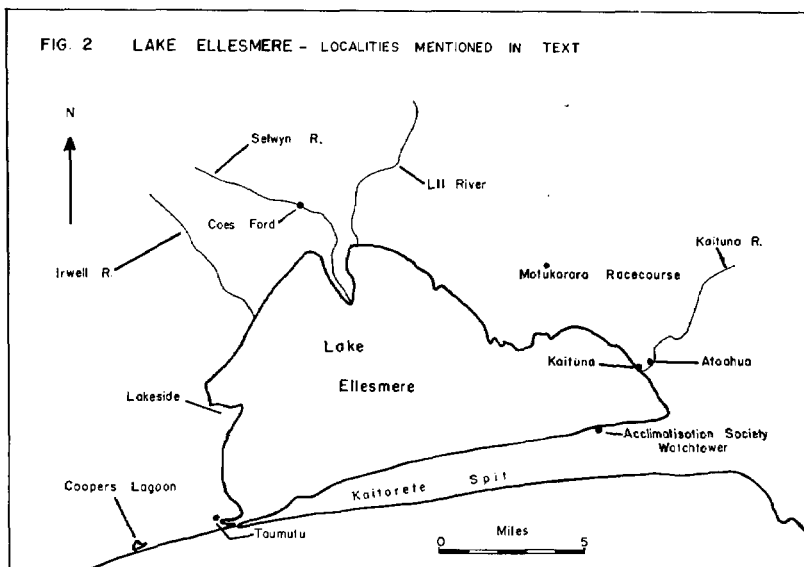 FIG. 2 LAKE ELLESMERE - LOCALITIES MENTIONED IN TEXT
N
Selwyn R.
LII River
Coes Ford
Kaituna R.
Irwell R.
Motukarara Racecourse
Lake
Ellesmere
Kaituna
Ataahua
Lakeside
Acclimatisation Society
Watchtower
Kaitorete Spit
Coopers Lagoon
Taumutu
Miles
0 5